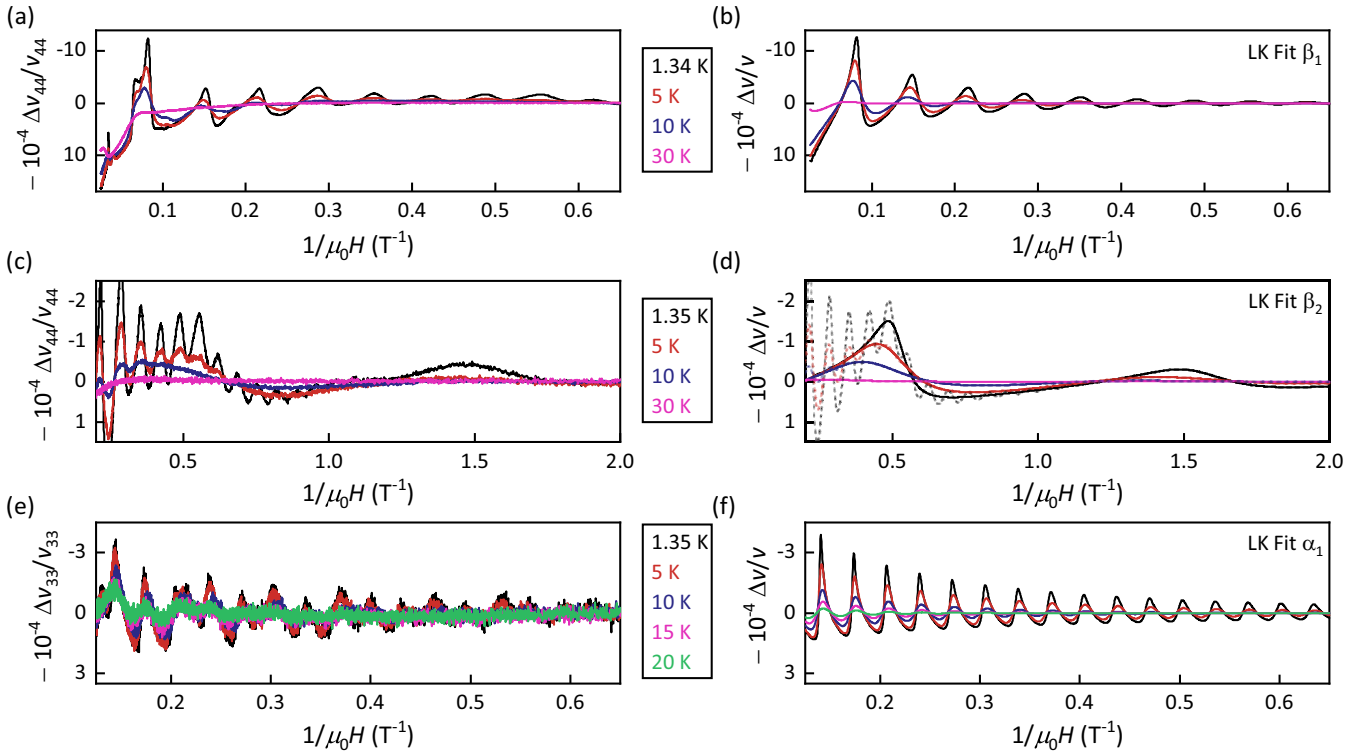 (a)
− 10⁻⁴ Δv₄₄/v₄₄
-10
0
10
0.1 0.2 0.3 0.4 0.5 0.6
1/μ₀H (T⁻¹)
1.34 K
5 K
10 K
30 K
(b)
LK Fit β₁
− 10⁻⁴ Δv/v
-10
0
10
0.1 0.2 0.3 0.4 0.5 0.6
1/μ₀H (T⁻¹)
(c)
− 10⁻⁴ Δv₄₄/v₄₄
-2
-1
0
1
0.5 1.0 1.5 2.0
1/μ₀H (T⁻¹)
1.35 K
5 K
10 K
30 K
(d)
LK Fit β₂
− 10⁻⁴ Δv/v
-2
-1
0
1
0.5 1.0 1.5 2.0
1/μ₀H (T⁻¹)
(e)
− 10⁻⁴ Δv₃₃/v₃₃
-3
0
3
0.2 0.3 0.4 0.5 0.6
1/μ₀H (T⁻¹)
1.35 K
5 K
10 K
15 K
20 K
(f)
LK Fit α₁
− 10⁻⁴ Δv/v
-3
0
3
0.2 0.3 0.4 0.5 0.6
1/μ₀H (T⁻¹)